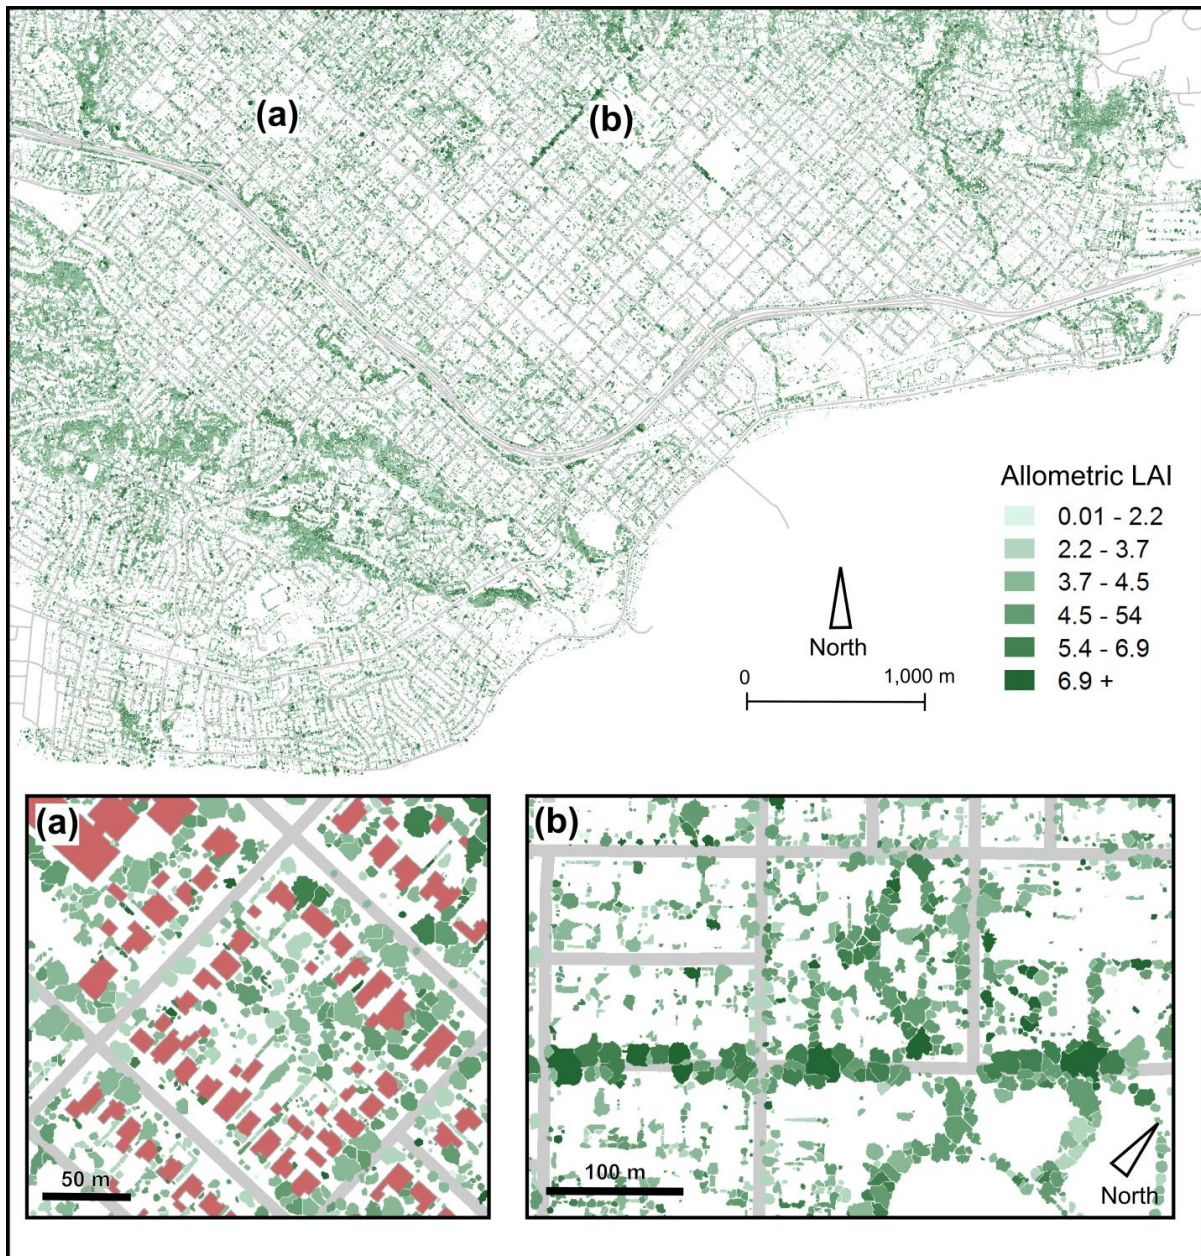 (a)
(b)
Allometric LAI
0.01 - 2.2
2.2 - 3.7
3.7 - 4.5
4.5 - 54
5.4 - 6.9
6.9 +
North
0 1,000 m
(a)
50 m
(b)
100 m
North